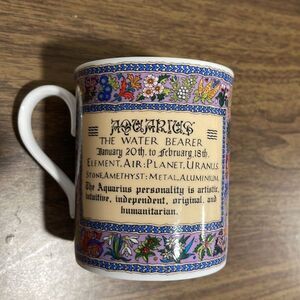 AQUARIUS
THE WATER BEARER
January 20th. to February 18th.
ELEMENT, AIR: PLANET, URANUS.
STONE, AMETHYST: METAL, ALUMINIUM.
The Aquarius personality is artistic,
intuitive, independent, original, and
humanitarian.